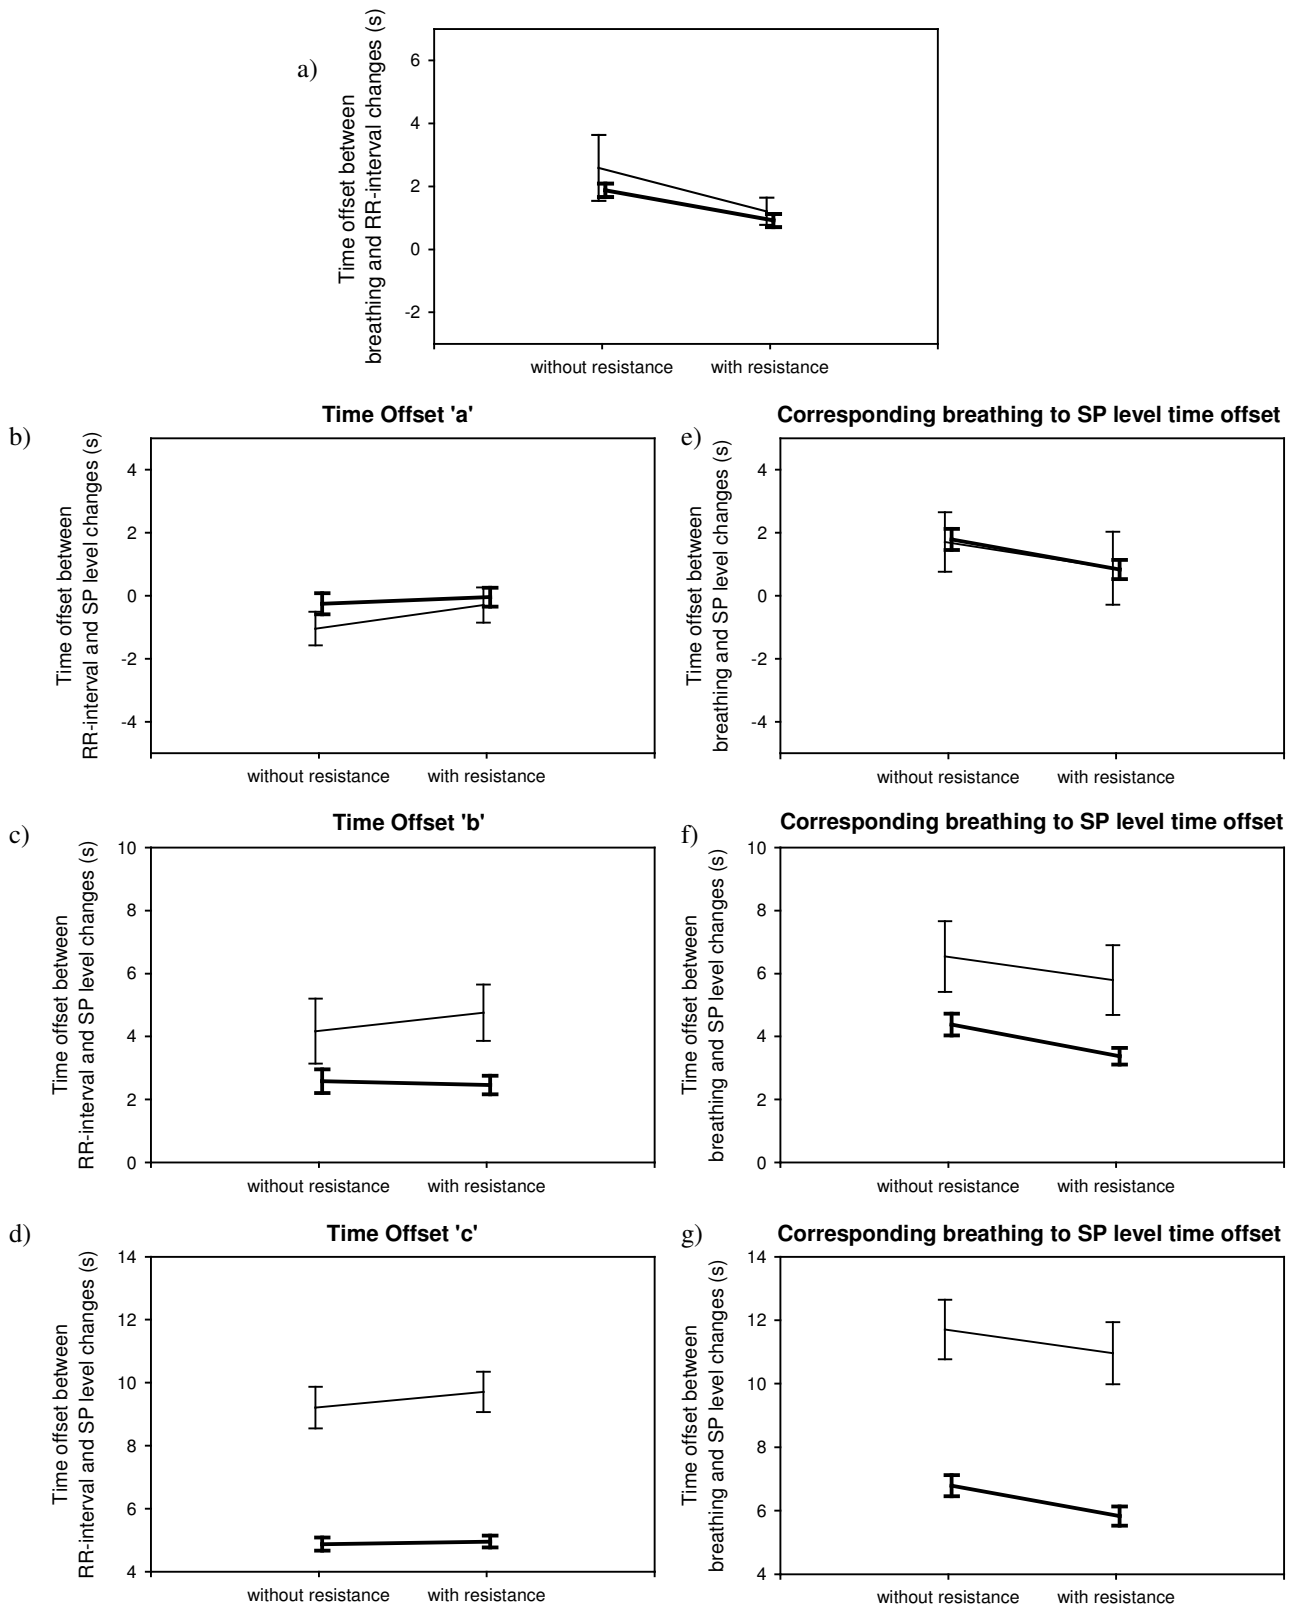 a)
Time offset between
breathing and RR-interval changes (s)
6
4
2
0
-2
without resistance with resistance
b)
Time Offset 'a'
Time offset between
RR-interval and SP level changes (s)
4
2
0
-2
-4
without resistance with resistance
e)
Corresponding breathing to SP level time offset
Time offset between
breathing and SP level changes (s)
4
2
0
-2
-4
without resistance with resistance
c)
Time Offset 'b'
Time offset between
RR-interval and SP level changes (s)
10
8
6
4
2
0
without resistance with resistance
f)
Corresponding breathing to SP level time offset
Time offset between
breathing and SP level changes (s)
10
8
6
4
2
0
without resistance with resistance
d)
Time Offset 'c'
Time offset between
RR-interval and SP level changes (s)
14
12
10
8
6
4
without resistance with resistance
g)
Corresponding breathing to SP level time offset
Time offset between
breathing and SP level changes (s)
14
12
10
8
6
4
without resistance with resistance